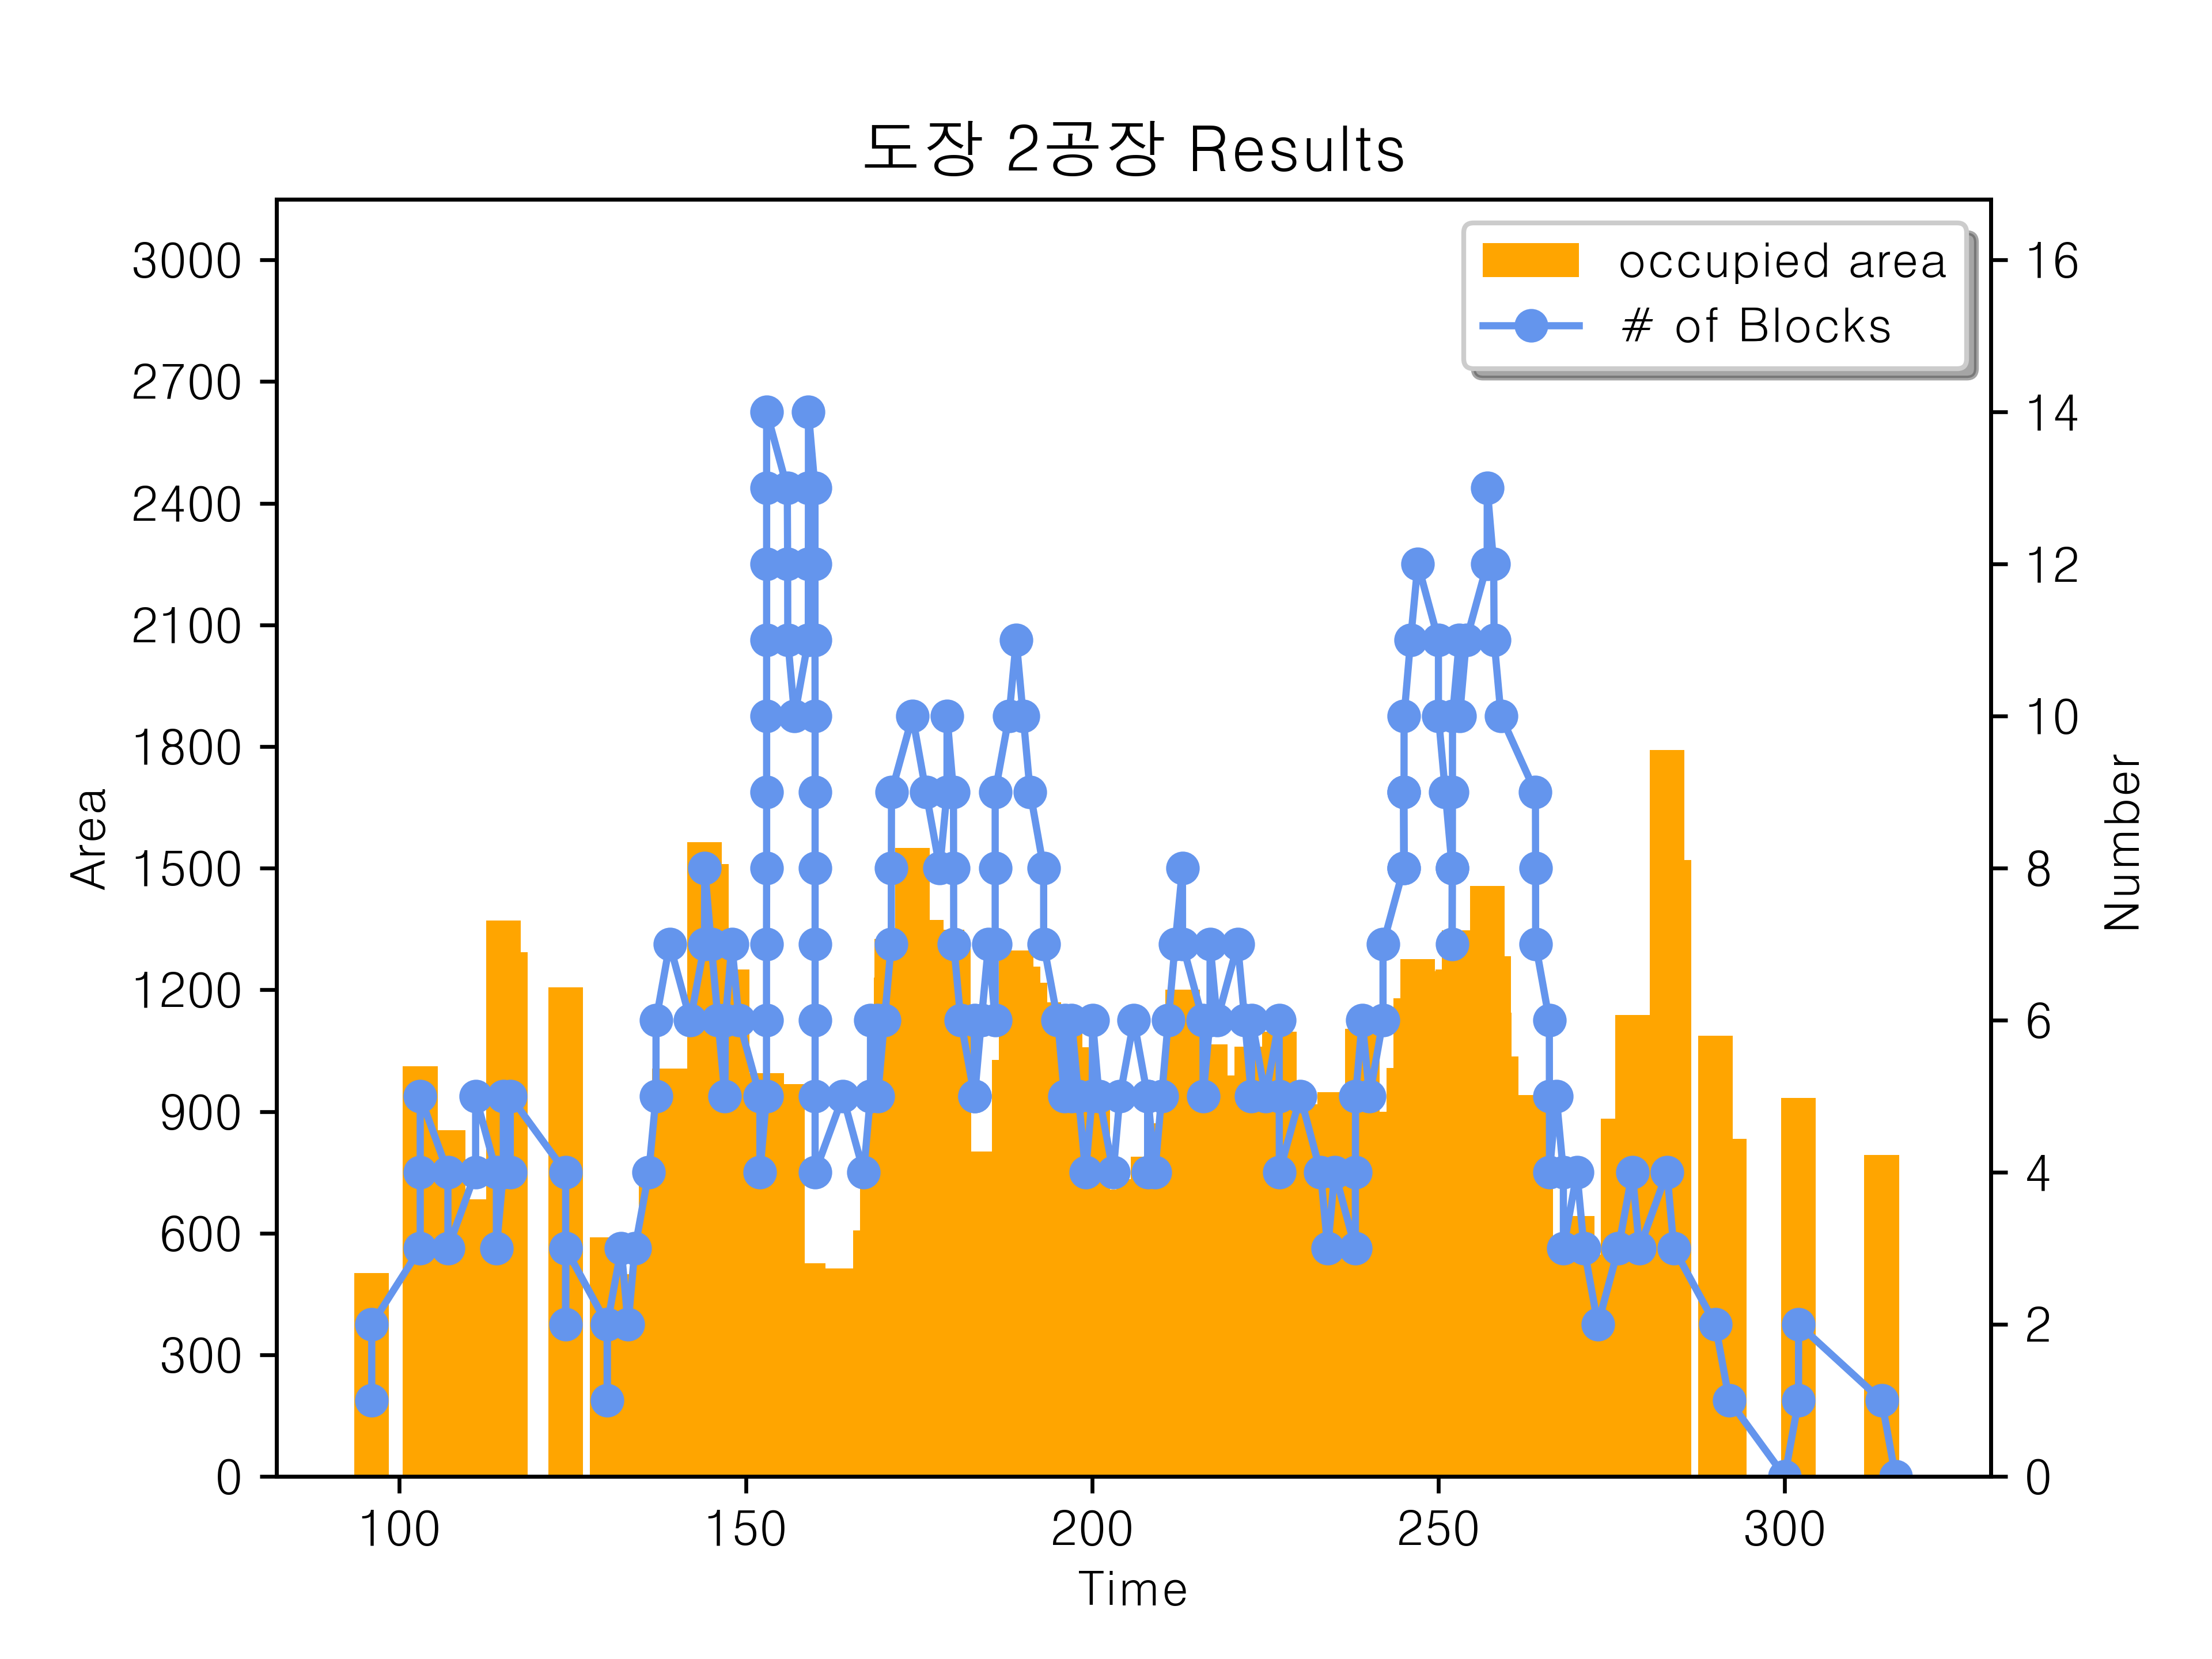 도장 2공장 Results
occupied area
# of Blocks
3000
2700
2400
2100
1800
1500
1200
900
600
300
0
Area
16
14
12
10
8
6
4
2
0
Number
100 150 200 250 300
Time